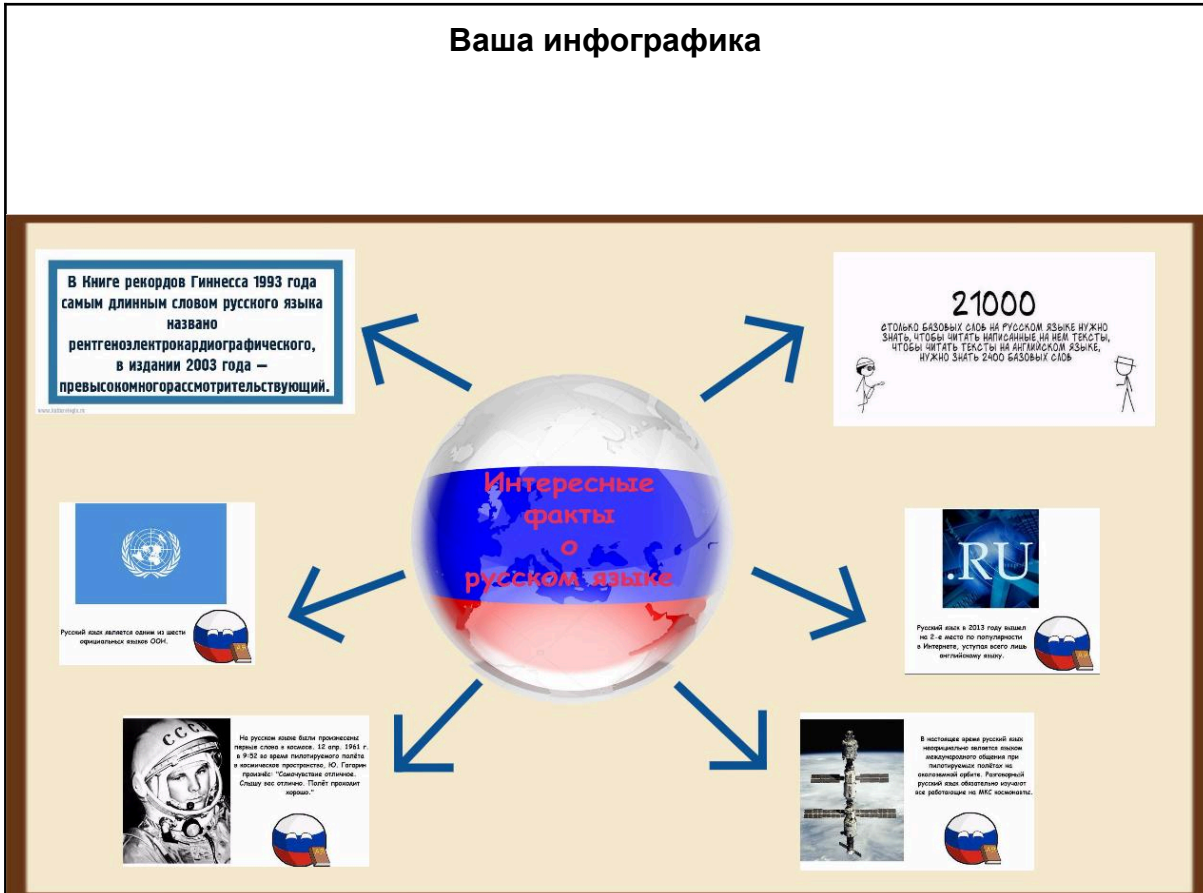 Ваша инфографика
В Книге рекордов Гиннесса 1993 года
самым длинным словом русского языка
названо
рентгеноэлектрокардиографического,
в издании 2003 года —
превысокомногорассмотрительствующий.
21000
СТОЛЬКО БАЗОВЫХ СЛОВ НА РУССКОМ ЯЗЫКЕ НУЖНО
ЗНАТЬ, ЧТОБЫ ЧИТАТЬ НАПИСАННЫЕ НА НЕМ ТЕКСТЫ,
ЧТОБЫ ЧИТАТЬ ТЕКСТЫ НА АНГЛИЙСКОМ ЯЗЫКЕ,
НУЖНО ЗНАТЬ 2400 БАЗОВЫХ СЛОВ
Интересные
факты
о
русском языке
Русский язык является одним из шести
официальных языков ООН.
.RU
Русский язык в 2013 году вышел
на 2-е место по популярности
в Интернете, уступая всего лишь
английскому языку.
СССР
На русском языке были произнесены
первые слова в космосе. 12 апр. 1961 г.
в 9:52 во время пилотируемого полёта
в космическое пространство, Ю. Гагарин
произнёс: "Самочувствие отличное.
Слышу вас отлично. Полёт проходит
хорошо."
В настоящее время русский язык
неофициально является языком
международного общения при
пилотируемых полётах на
околоземной орбите. Разговорный
русский язык обязательно изучают
все работающие на МКС космонавты.